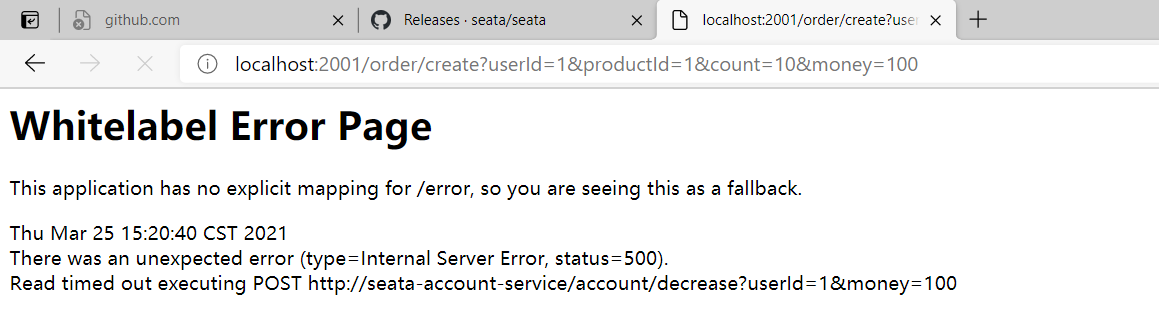 github.com
Releases · seata/seata
localhost:2001/order/create?user
localhost:2001/order/create?userId=1&productId=1&count=10&money=100
Whitelabel Error Page
This application has no explicit mapping for /error, so you are seeing this as a fallback.
Thu Mar 25 15:20:40 CST 2021
There was an unexpected error (type=Internal Server Error, status=500).
Read timed out executing POST http://seata-account-service/account/decrease?userId=1&money=100